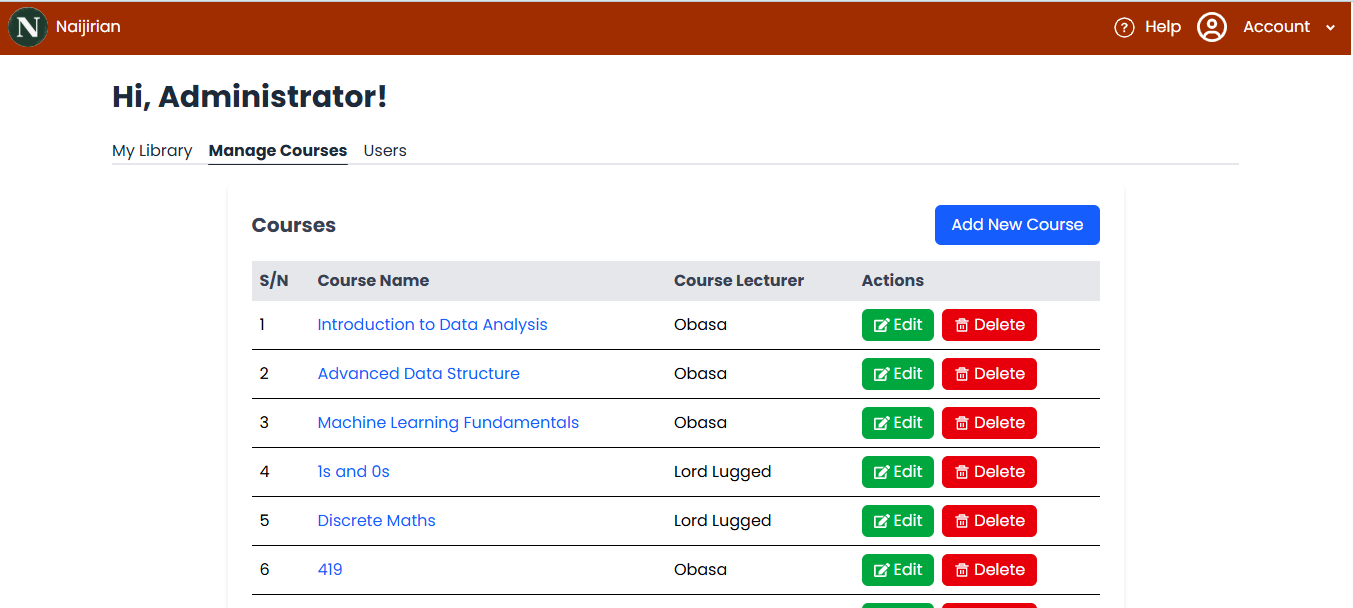 N Naijirian ? Help Account
Hi, Administrator!
My Library Manage Courses Users
Courses Add New Course
S/N Course Name Course Lecturer Actions
1 Introduction to Data Analysis Obasa Edit Delete
2 Advanced Data Structure Obasa Edit Delete
3 Machine Learning Fundamentals Obasa Edit Delete
4 1s and 0s Lord Lugged Edit Delete
5 Discrete Maths Lord Lugged Edit Delete
6 419 Obasa Edit Delete